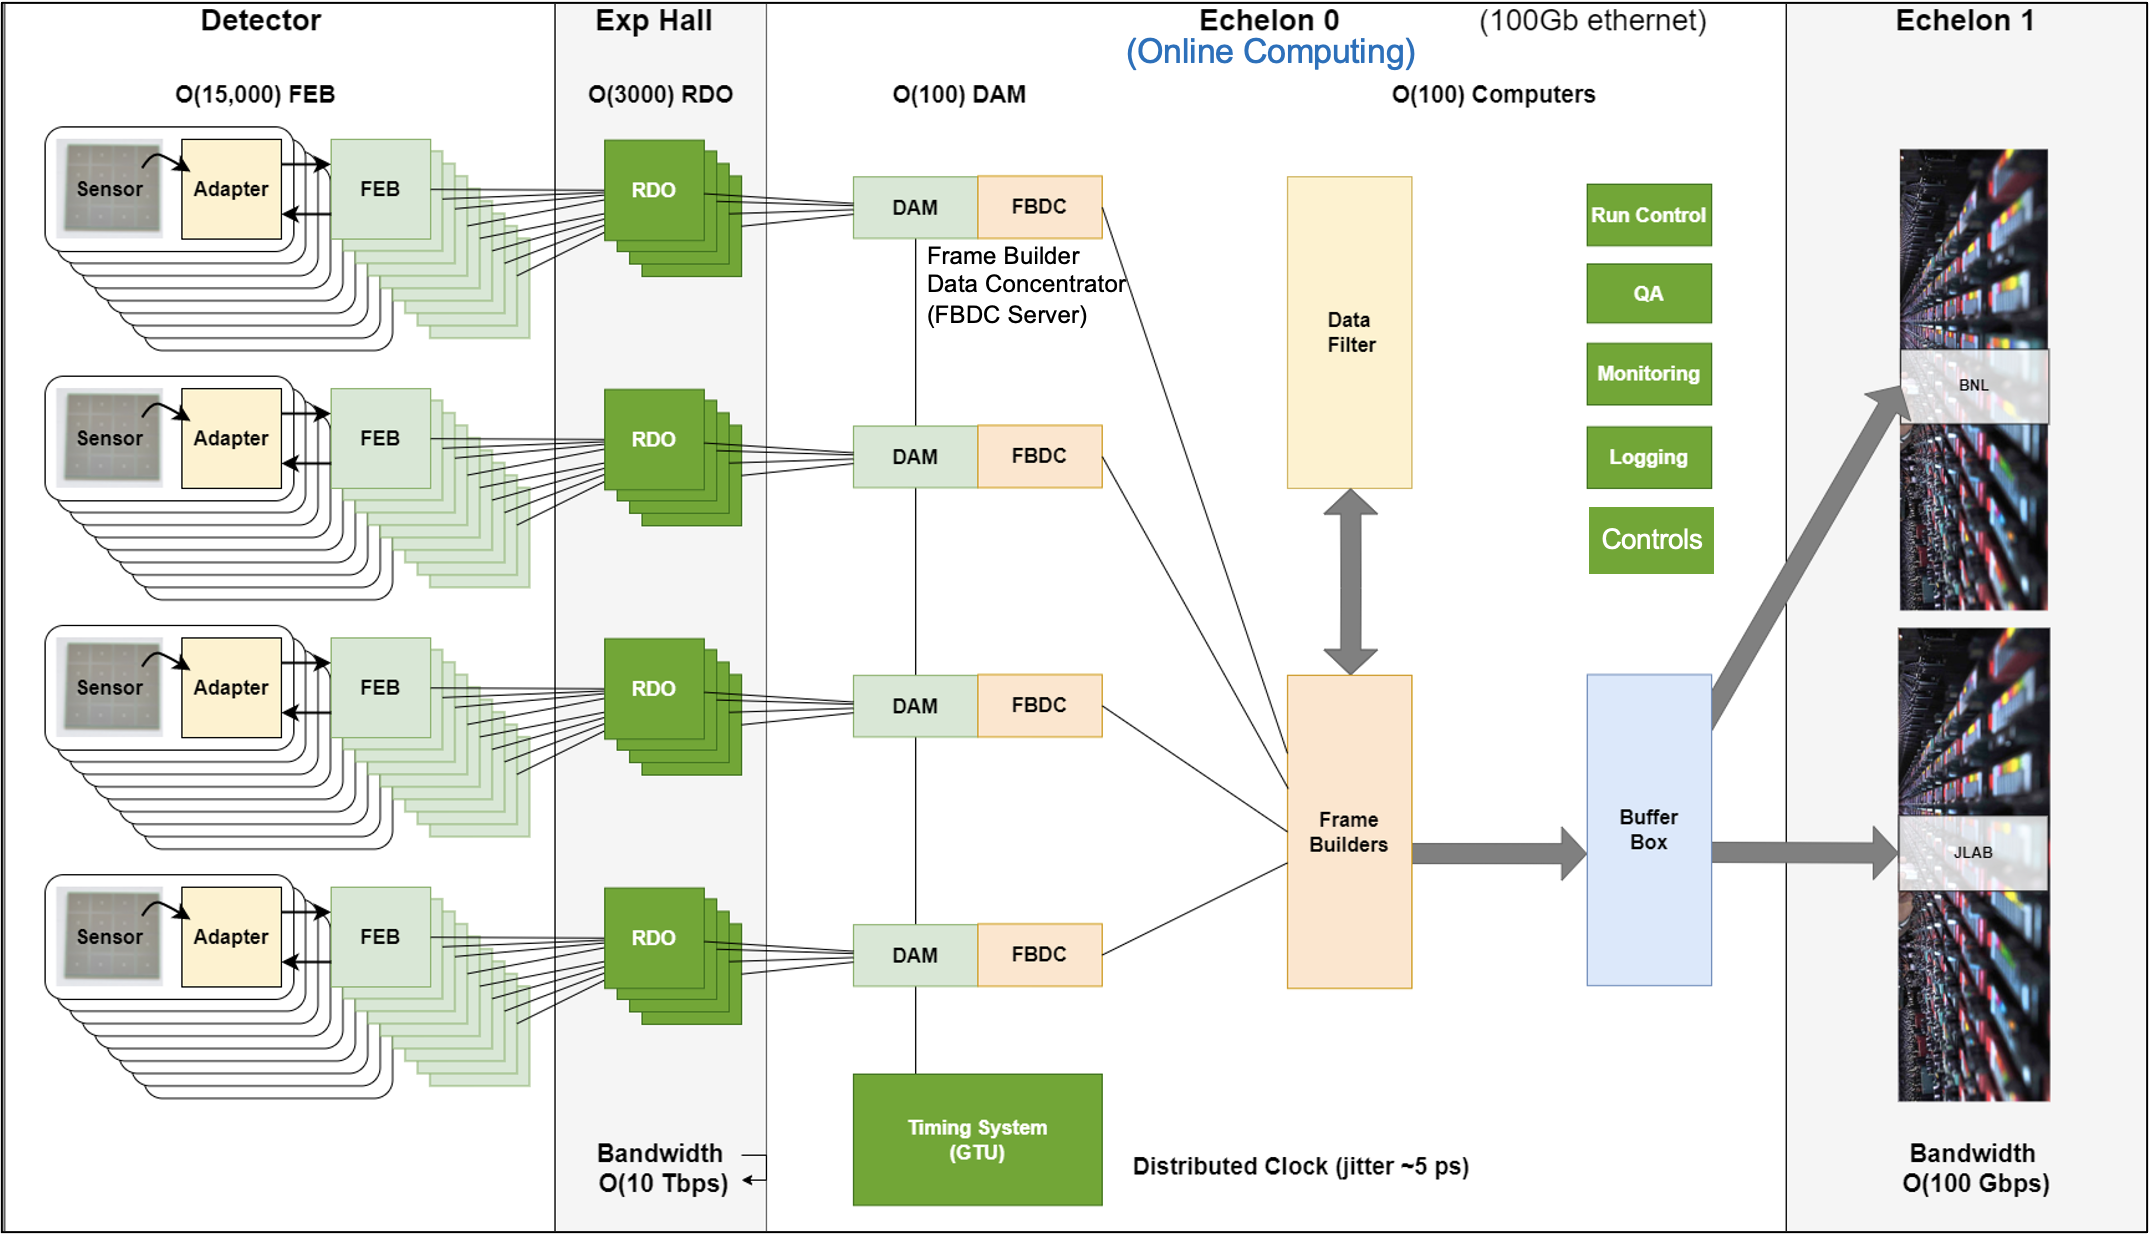 Detector
Exp Hall
Echelon 0
(100Gb ethernet)
Echelon 1
(Online Computing)
O(15,000) FEB
O(3000) RDO
O(100) DAM
O(100) Computers
Sensor
Adapter
FEB
RDO
DAM
FBDC
Frame Builder
Data Concentrator
(FBDC Server)
Sensor
Adapter
FEB
RDO
DAM
FBDC
Sensor
Adapter
FEB
RDO
DAM
FBDC
Sensor
Adapter
FEB
RDO
DAM
FBDC
Data
Filter
Run Control
QA
Monitoring
Logging
Controls
Frame
Builders
Buffer
Box
BNL
JLAB
Bandwidth
O(10 Tbps)
Timing System
(GTU)
Distributed Clock (jitter ~5 ps)
Bandwidth
O(100 Gbps)